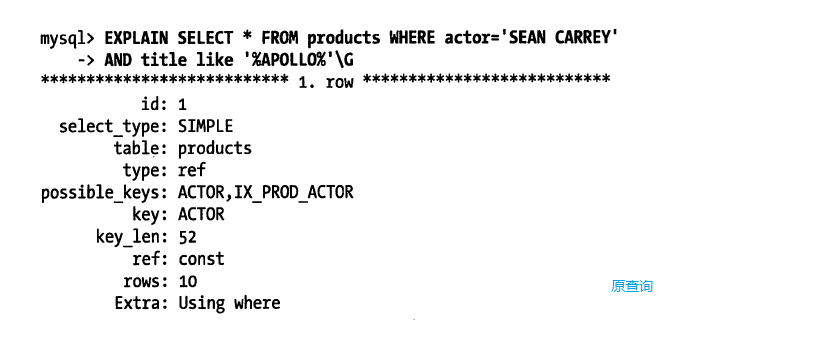 mysql> EXPLAIN SELECT * FROM products WHERE actor='SEAN CARREY'
-> AND title like '%APOLLO%'\G
*************************** 1. row ***************************
id: 1
select_type: SIMPLE
table: products
type: ref
possible_keys: ACTOR,IX_PROD_ACTOR
key: ACTOR
key_len: 52
ref: const
rows: 10
原查询
Extra: Using where